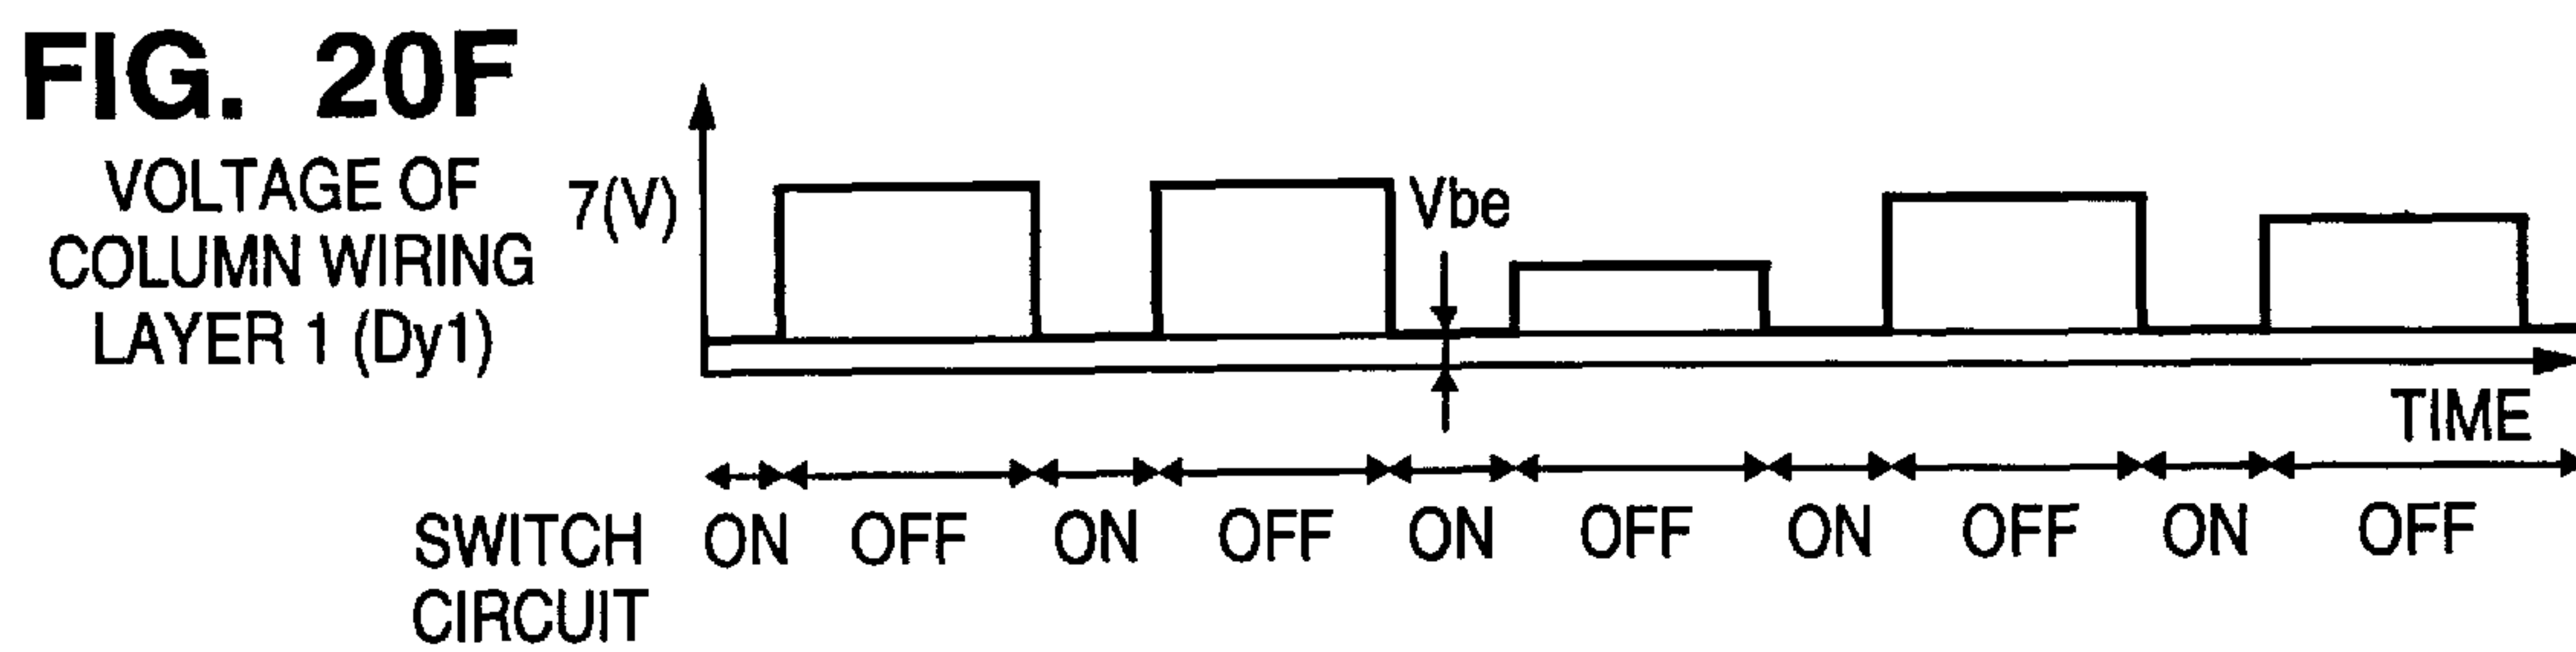 FIG. 20F
VOLTAGE OF
COLUMN WIRING
LAYER 1 (Dy1)
7(V)
Vbe
TIME
SWITCH
CIRCUIT
ON OFF ON OFF ON OFF ON OFF ON OFF